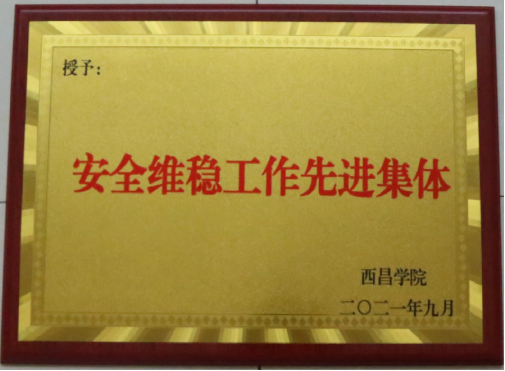 授予：
安全维稳工作先进集体
西昌学院
二〇二一年九月